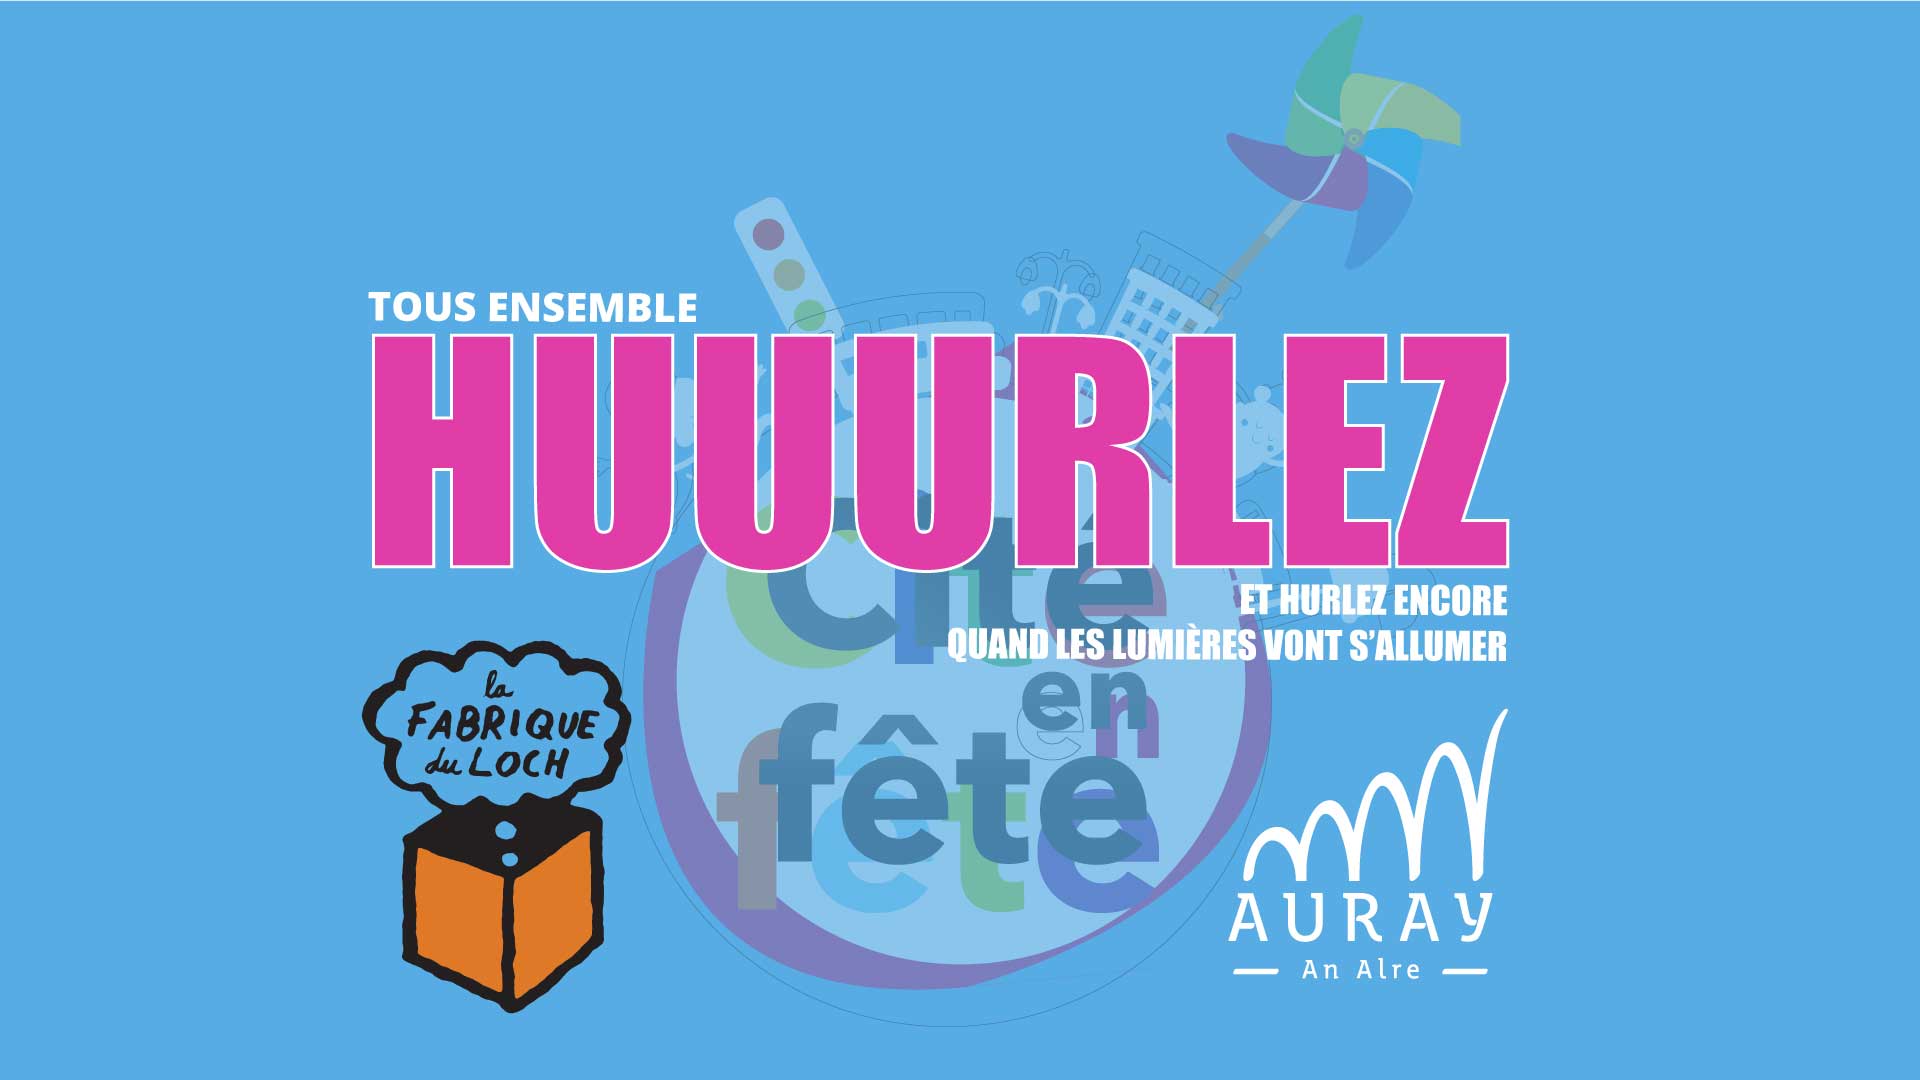 TOUS ENSEMBLE
HUUURLEZ
ET HURLEZ ENCORE
QUAND LES LUMIÈRES VONT S'ALLUMER
Cité
en
fête
la
FABRIQUE
du LOCH
AURAY
An Alre